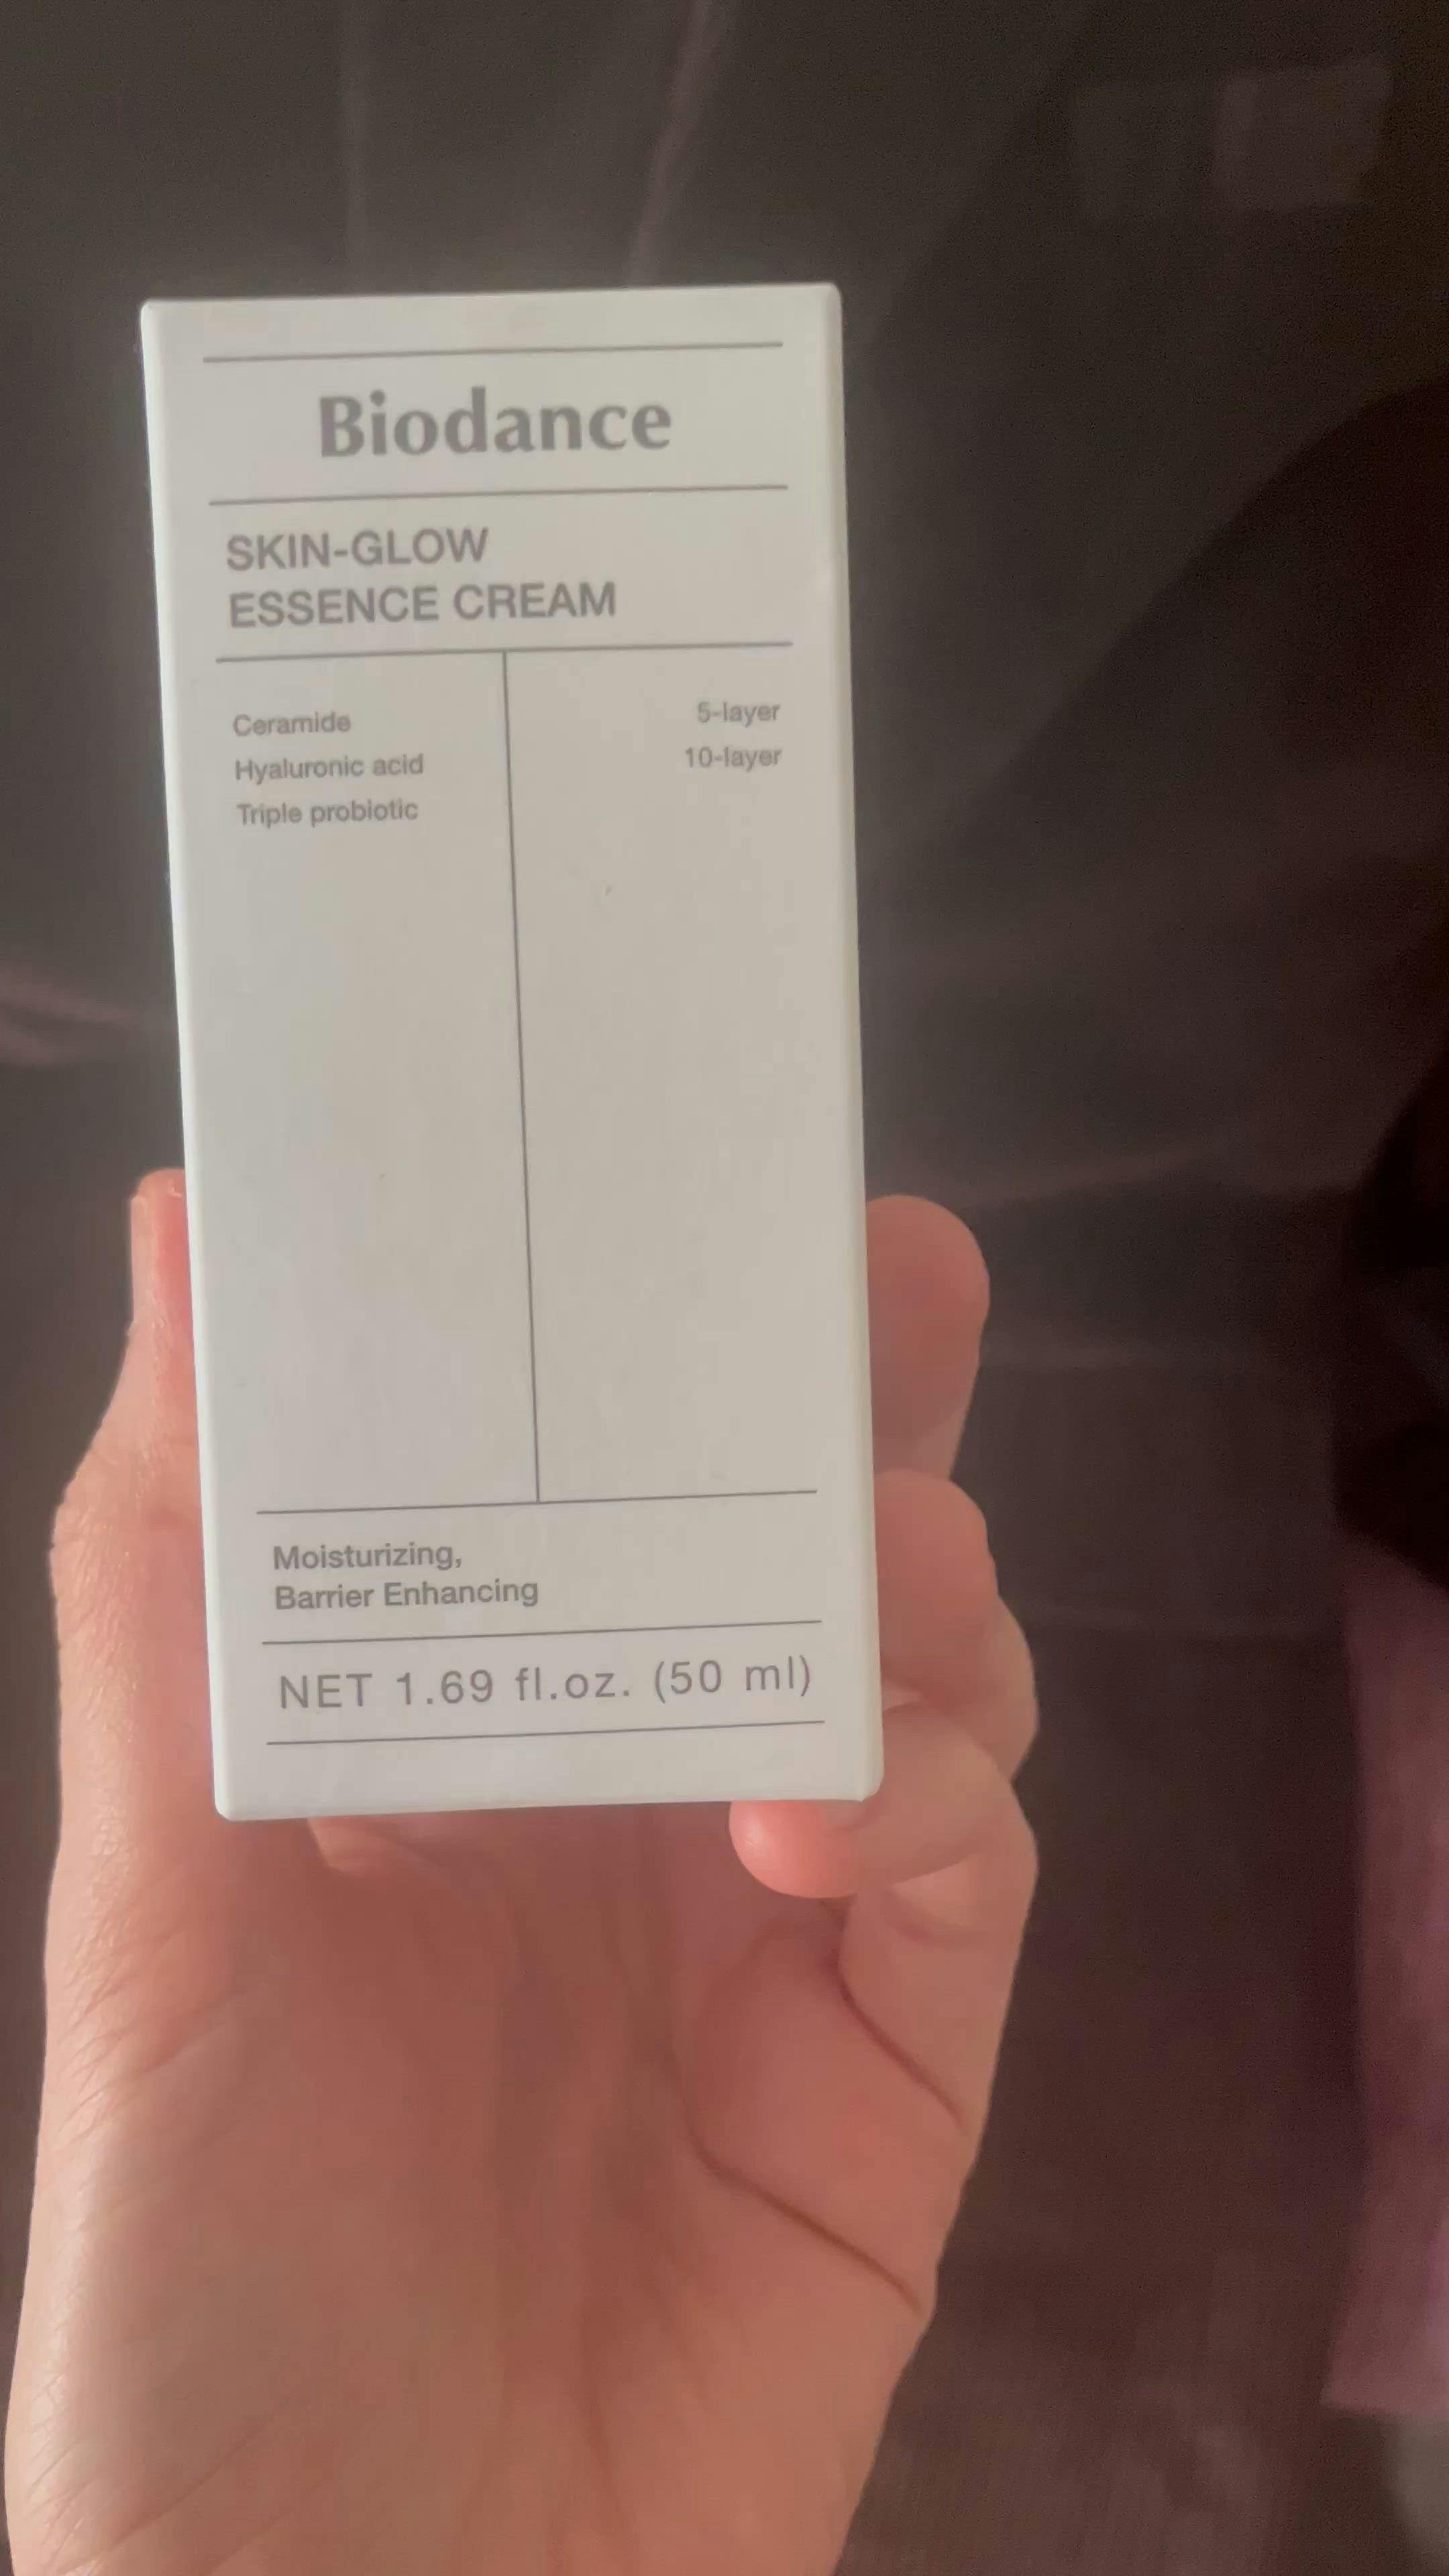 Biodance
SKIN-GLOW
ESSENCE CREAM
Ceramide 5-layer
Hyaluronic acid 10-layer
Triple probiotic
Moisturizing,
Barrier Enhancing
NET 1.69 fl.oz. (50 ml)